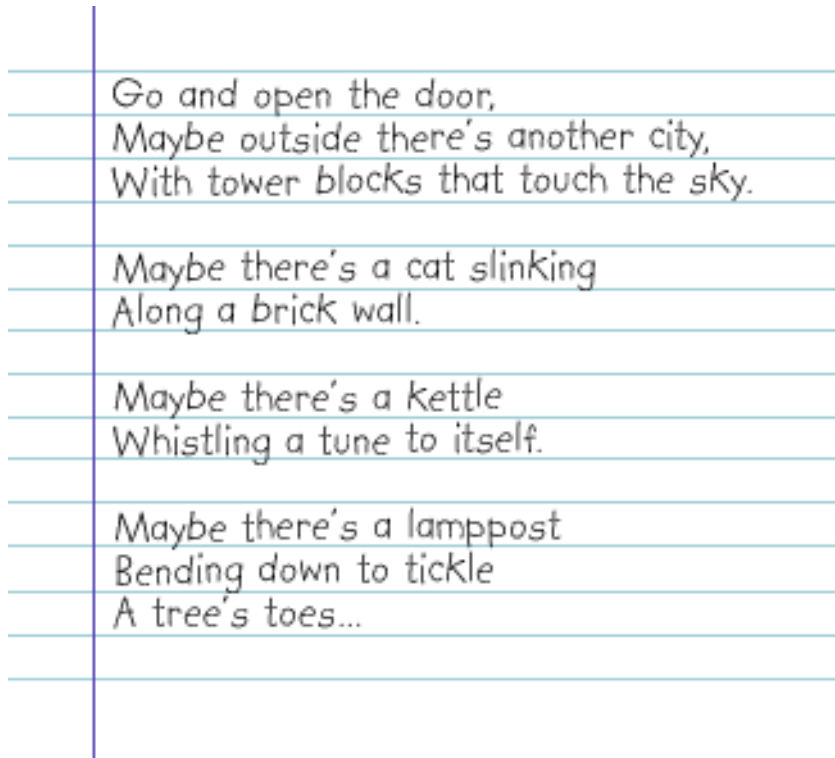 Go and open the door,
Maybe outside there's another city,
With tower blocks that touch the sky.
Maybe there's a cat slinking
Along a brick wall.
Maybe there's a kettle
Whistling a tune to itself.
Maybe there's a lamppost
Bending down to tickle
A tree's toes...